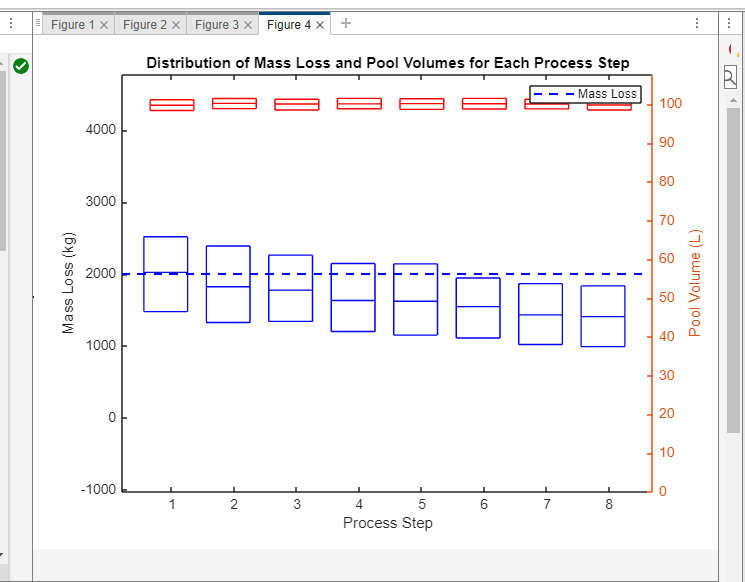 Figure 1 × Figure 2 × Figure 3 × Figure 4 × +
Distribution of Mass Loss and Pool Volumes for Each Process Step
Mass Loss
4000
3000
2000
1000
0
-1000
Mass Loss (kg)
1 2 3 4 5 6 7 8
Process Step
100
90
80
70
60
50
40
30
20
10
0
Pool Volume (L)